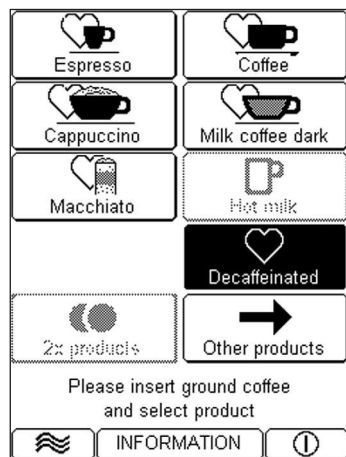 Espresso
Coffee
Cappuccino
Milk coffee dark
Macchiato
Hot milk
Decaffeinated
2x products
Other products
Please insert ground coffee
and select product
INFORMATION